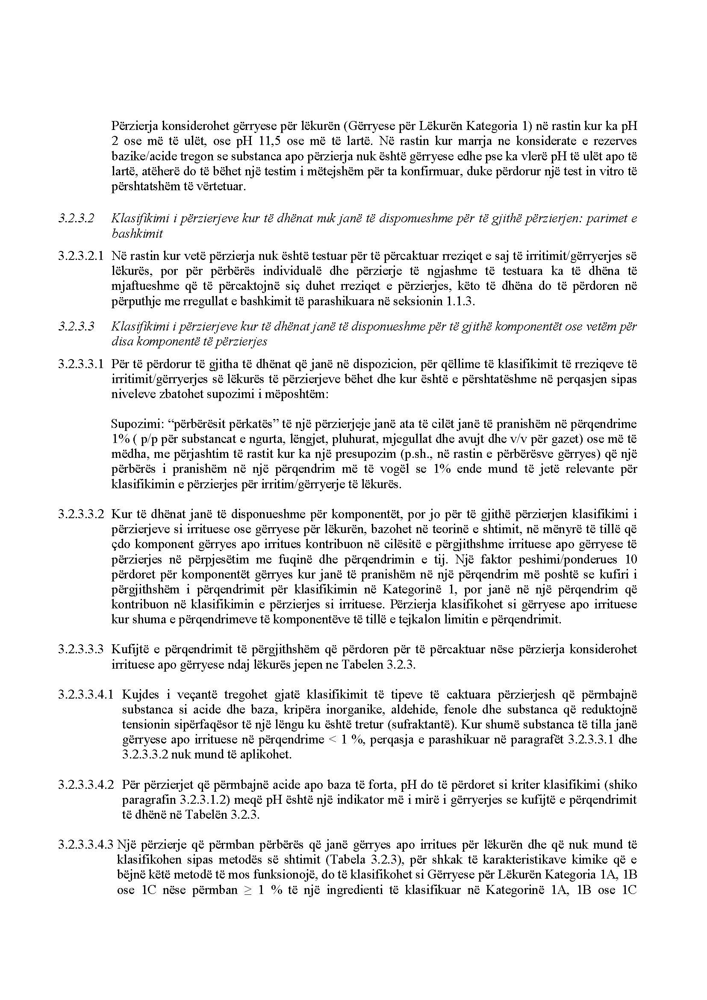 Përzierja konsiderohet gërryese për lëkurën (Gërryese për Lëkurën Kategoria 1) në rastin kur ka pH
2 ose më të ulët, ose pH 11,5 ose më të lartë. Në rastin kur marrja ne konsiderate e rezerves
bazike/acide tregon se substanca apo përzierja nuk është gërryese edhe pse ka vlerë pH të ulët apo të
lartë, atëherë do të bëhet një testim i mëtejshëm për ta konfirmuar, duke përdorur një test in vitro të
përshtatshëm të vërtetuar.
3.2.3.2 Klasifikimi i përzierjeve kur të dhënat nuk janë të disponueshme për të gjithë përzierjen: parimet e
bashkimit
3.2.3.2.1 Në rastin kur vetë përzierja nuk është testuar për të përcaktuar rreziqet e saj të irritimit/gërryerjes së
lëkurës, por për përbërës individualë dhe përzierje të ngjashme të testuara ka të dhëna të
mjaftueshme që të përcaktojnë siç duhet rreziqet e përzierjes, këto të dhëna do të përdoren në
përputhje me rregullat e bashkimit të parashikuara në seksionin 1.1.3.
3.2.3.3 Klasifikimi i përzierjeve kur të dhënat janë të disponueshme për të gjithë komponentët ose vetëm për
disa komponentë të përzierjes
3.2.3.3.1 Për të përdorur të gjitha të dhënat që janë në dispozicion, për qëllime të klasifikimit të rreziqeve të
irritimit/gërryerjes së lëkurës të përzierjeve bëhet dhe kur është e përshtatëshme në perqasjen sipas
niveleve zbatohet supozimi i mëposhtëm:
Supozimi: “përbërësit përkatës” të një përzierjeje janë ata të cilët janë të pranishëm në përqendrime
1% ( p/p për substancat e ngurta, lëngjet, pluhurat, mjegullat dhe avujt dhe v/v për gazet) ose më të
mëdha, me përjashtim të rastit kur ka një presupozim (p.sh., në rastin e përbërësve gërryes) që një
përbërës i pranishëm në një përqendrim më të vogël se 1% ende mund të jetë relevante për
klasifikimin e përzierjes për irritim/gërryerje të lëkurës.
3.2.3.3.2 Kur të dhënat janë të disponueshme për komponentët, por jo për të gjithë përzierjen klasifikimi i
përzierjeve si irrituese ose gërryese për lëkurën, bazohet në teorinë e shtimit, në mënyrë të tillë që
çdo komponent gërryes apo irritues kontribuon në cilësitë e përgjithshme irrituese apo gërryese të
përzierjes në përpjesëtim me fuqinë dhe përqendrimin e tij. Një faktor peshimi/ponderues 10
përdoret për komponentët gërryes kur janë të pranishëm në një përqendrim më poshtë se kufiri i
përgjithshëm i përqendrimit për klasifikimin në Kategorinë 1, por janë në një përqendrim që
kontribuon në klasifikimin e përzierjes si irrituese. Përzierja klasifikohet si gërryese apo irrituese
kur shuma e përqendrimeve të komponentëve të tillë e tejkalon limitin e përqendrimit.
3.2.3.3.3 Kufijtë e përqendrimit të përgjithshëm që përdoren për të përcaktuar nëse përzierja konsiderohet
irrituese apo gërryese ndaj lëkurës jepen ne Tabelen 3.2.3.
3.2.3.3.4.1 Kujdes i veçantë tregohet gjatë klasifikimit të tipeve të caktuara përzierjesh që përmbajnë
substanca si acide dhe baza, kripëra inorganike, aldehide, fenole dhe substanca që reduktojnë
tensionin sipërfaqësor të një lëngu ku është tretur (sufraktantë). Kur shumë substanca të tilla janë
gërryese apo irrituese në përqendrime < 1 %, perqasja e parashikuar në paragrafët 3.2.3.3.1 dhe
3.2.3.3.2 nuk mund të aplikohet.
3.2.3.3.4.2 Për përzierjet që përmbajnë acide apo baza të forta, pH do të përdoret si kriter klasifikimi (shiko
paragrafin 3.2.3.1.2) meqë pH është një indikator më i mirë i gërryerjes se kufijtë e përqendrimit
të dhënë në Tabelën 3.2.3.
3.2.3.3.4.3 Një përzierje që përmban përbërës që janë gërryes apo irritues për lëkurën dhe që nuk mund të
klasifikohen sipas metodës së shtimit (Tabela 3.2.3), për shkak të karakteristikave kimike që e
bëjnë këtë metodë të mos funksionojë, do të klasifikohet si Gërryese për Lëkurën Kategoria 1A, 1B
ose 1C nëse përmban ≥ 1 % të një ingredienti të klasifikuar në Kategorinë 1A, 1B ose 1C